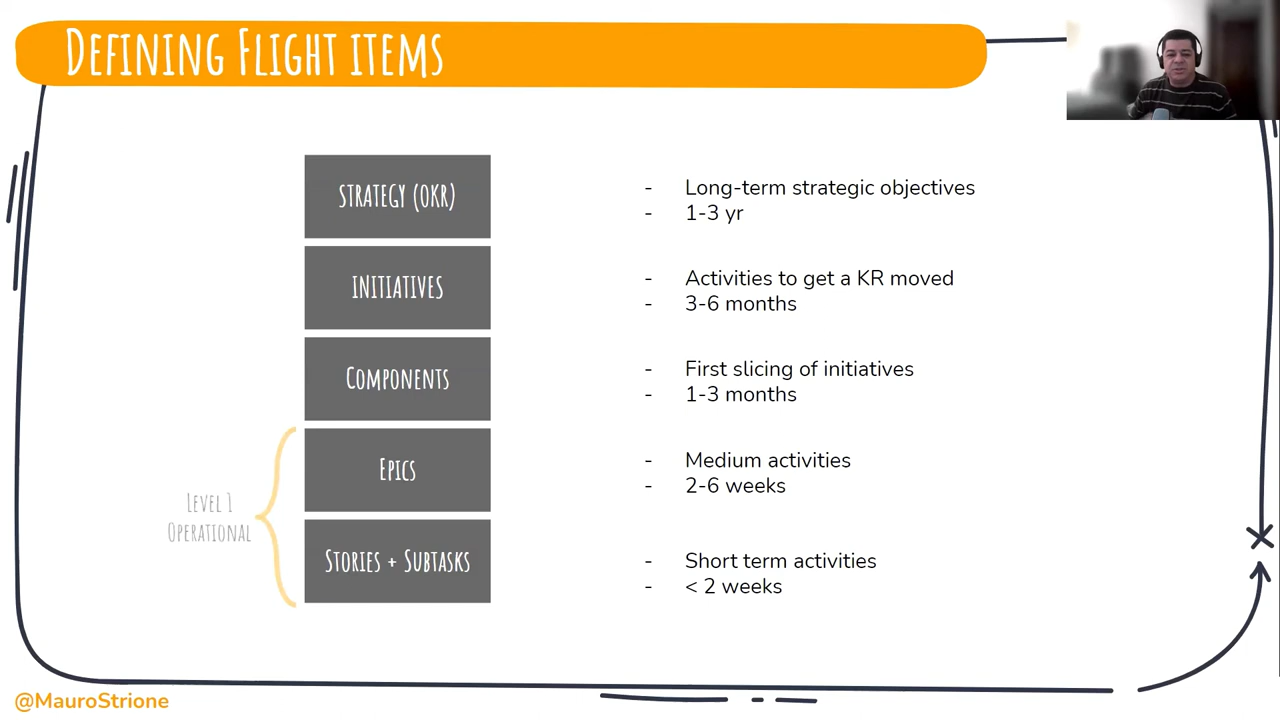 Defining Flight items
STRATEGY (OKR)
- Long-term strategic objectives
- 1-3 yr
INITIATIVES
- Activities to get a KR moved
- 3-6 months
Components
- First slicing of initiatives
- 1-3 months
Level 1
Operational
Epics
- Medium activities
- 2-6 weeks
Stories + Subtasks
- Short term activities
- < 2 weeks
@MauroStrione